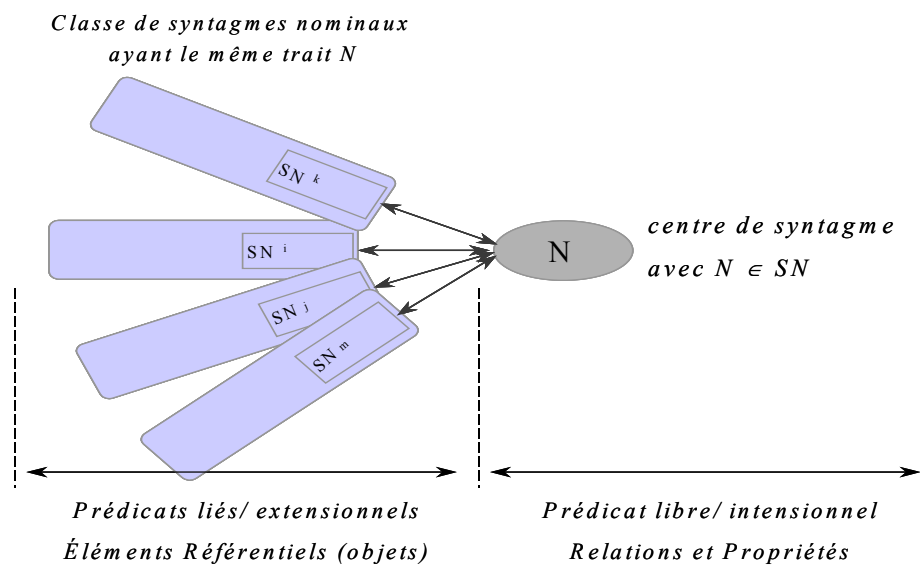 Classe de syntagmes nominaux
ayant le même trait N
SN k
SN i
SN j
SN m
N
centre de syntagme
avec N ∈ SN
Prédicats liés/ extensionnels
Éléments Référentiels (objets)
Prédicat libre/ intensionnel
Relations et Propriétés